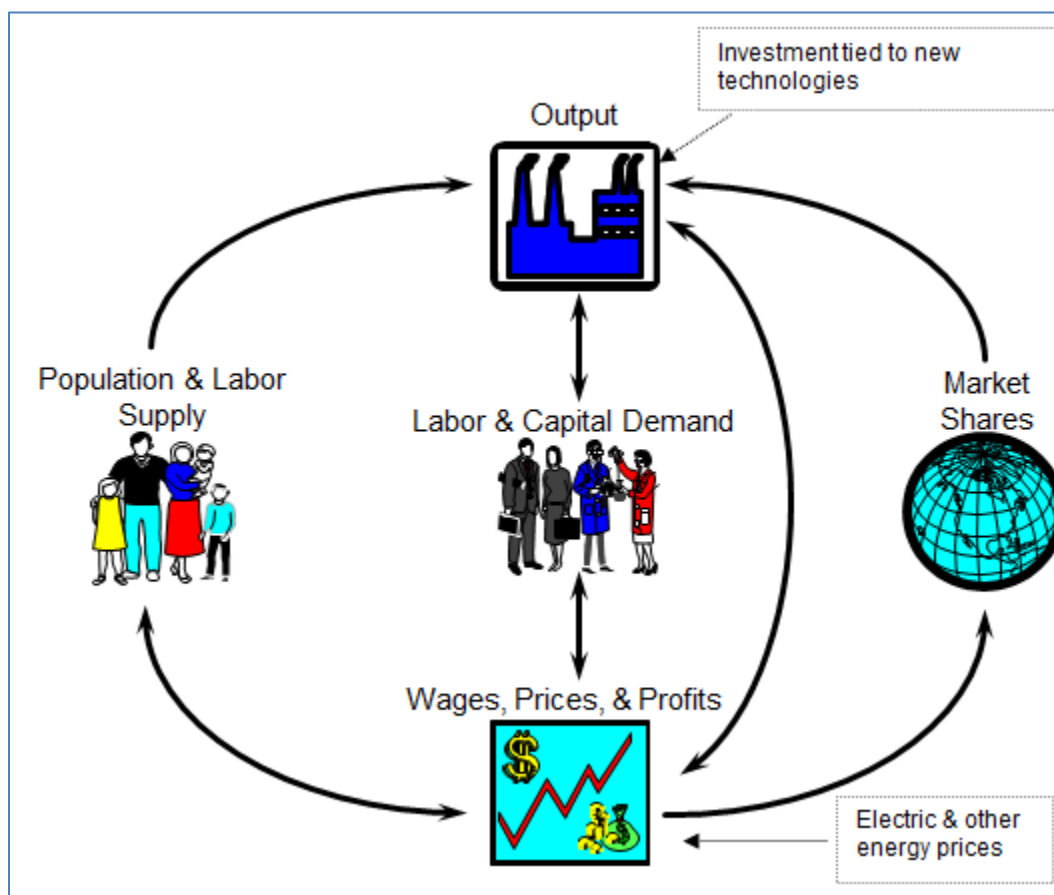 Investment tied to new
technologies
Output
Population & Labor
Supply
Labor & Capital Demand
Market
Shares
Wages, Prices, & Profits
$
$
Electric & other
energy prices